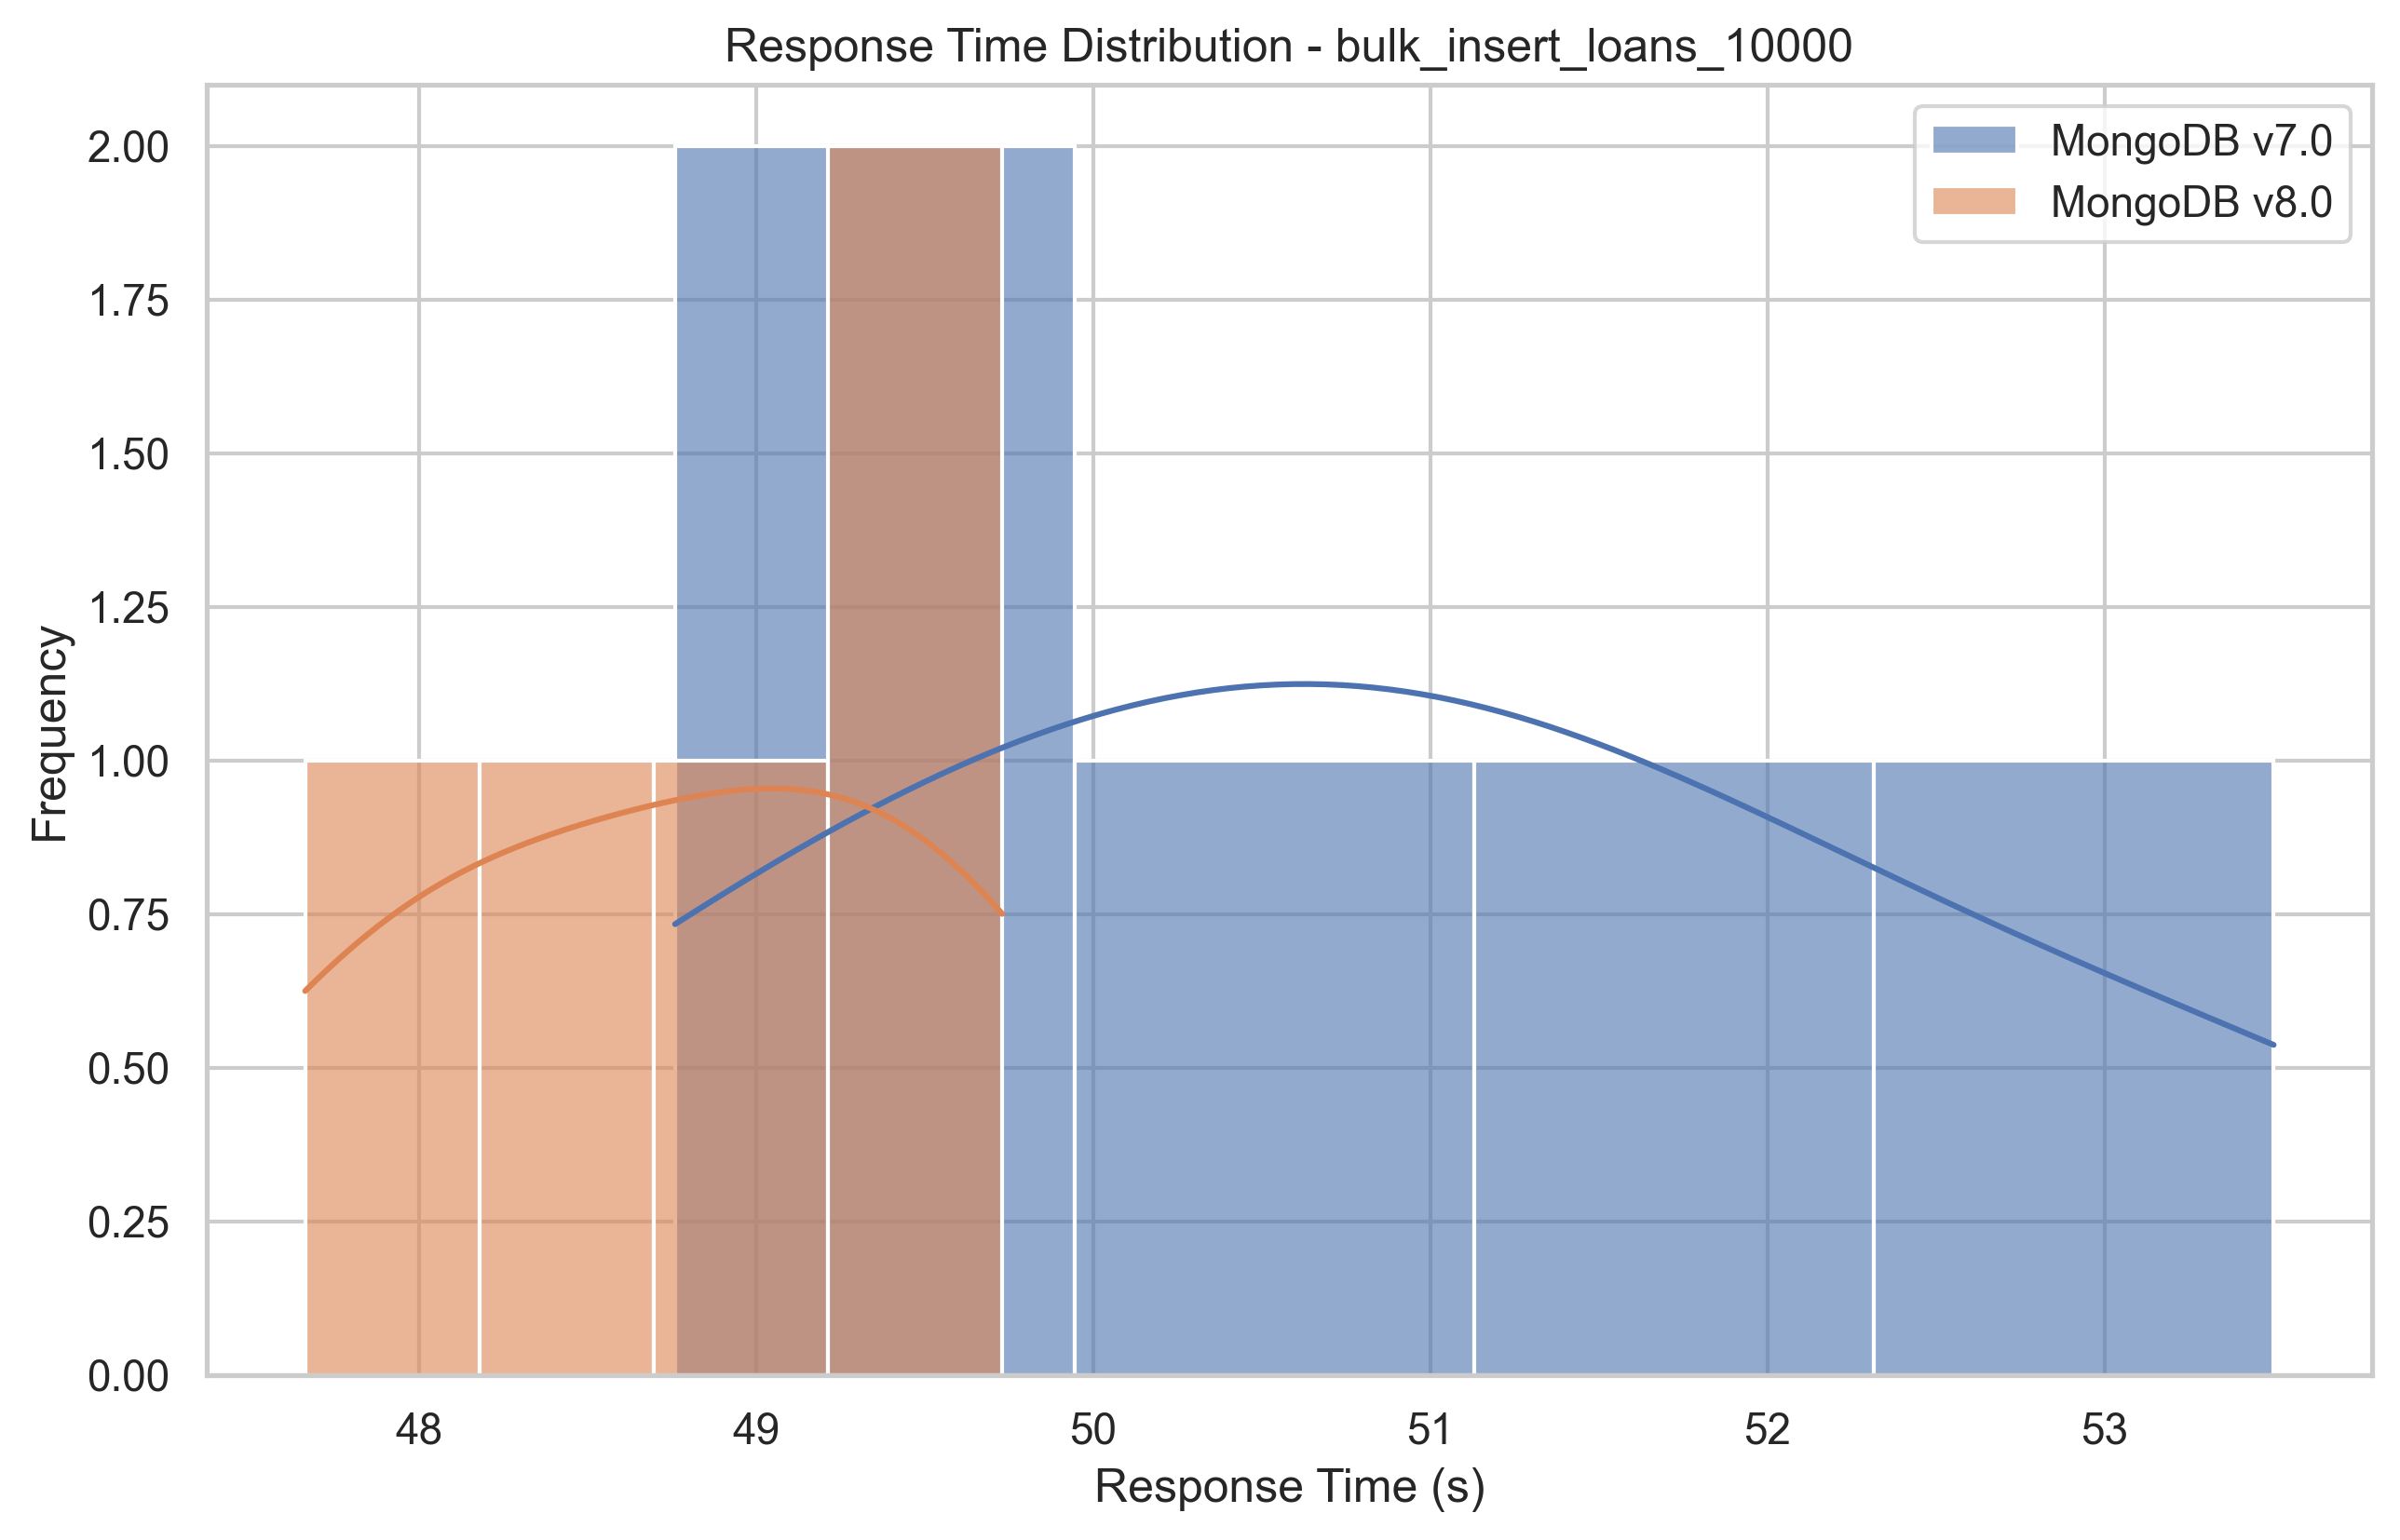 Response Time Distribution - bulk_insert_loans_10000
MongoDB v7.0
MongoDB v8.0
2.00
1.75
1.50
1.25
1.00
0.75
0.50
0.25
0.00
Frequency
48 49 50 51 52 53
Response Time (s)